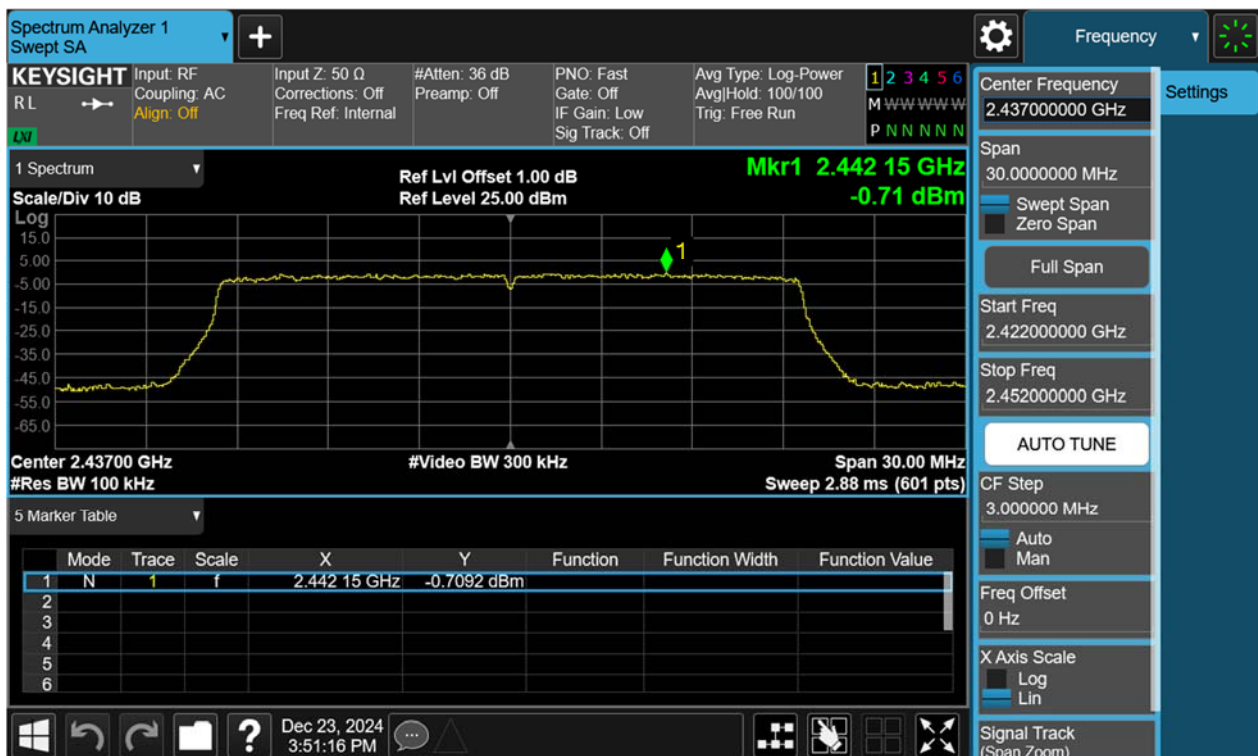 Spectrum Analyzer 1
Swept SA
+
Frequency
KEYSIGHT
R L
LXI
Input: RF
Coupling: AC
Align: Off
Input Z: 50 Ω
Corrections: Off
Freq Ref: Internal
#Atten: 36 dB
Preamp: Off
PNO: Fast
Gate: Off
IF Gain: Low
Sig Track: Off
Avg Type: Log-Power
Avg|Hold: 100/100
Trig: Free Run
1 2 3 4 5 6
M W W W W W
P N N N N N
1 Spectrum
Scale/Div 10 dB
Ref Lvl Offset 1.00 dB
Ref Level 25.00 dBm
Mkr1 2.442 15 GHz
-0.71 dBm
Log
15.0
5.00
-5.00
-15.0
-25.0
-35.0
-45.0
-55.0
-65.0
1
Center 2.43700 GHz
#Res BW 100 kHz
#Video BW 300 kHz
Span 30.00 MHz
Sweep 2.88 ms (601 pts)
5 Marker Table
Mode Trace Scale X Y Function Function Width Function Value
1 N 1 f 2.442 15 GHz -0.7092 dBm
2
3
4
5
6
?
Dec 23, 2024
3:51:16 PM
Center Frequency
2.437000000 GHz
Span
30.0000000 MHz
Swept Span
Zero Span
Full Span
Start Freq
2.422000000 GHz
Stop Freq
2.452000000 GHz
AUTO TUNE
CF Step
3.000000 MHz
Auto
Man
Freq Offset
0 Hz
X Axis Scale
Log
Lin
Signal Track
(Span Zoom)
Settings